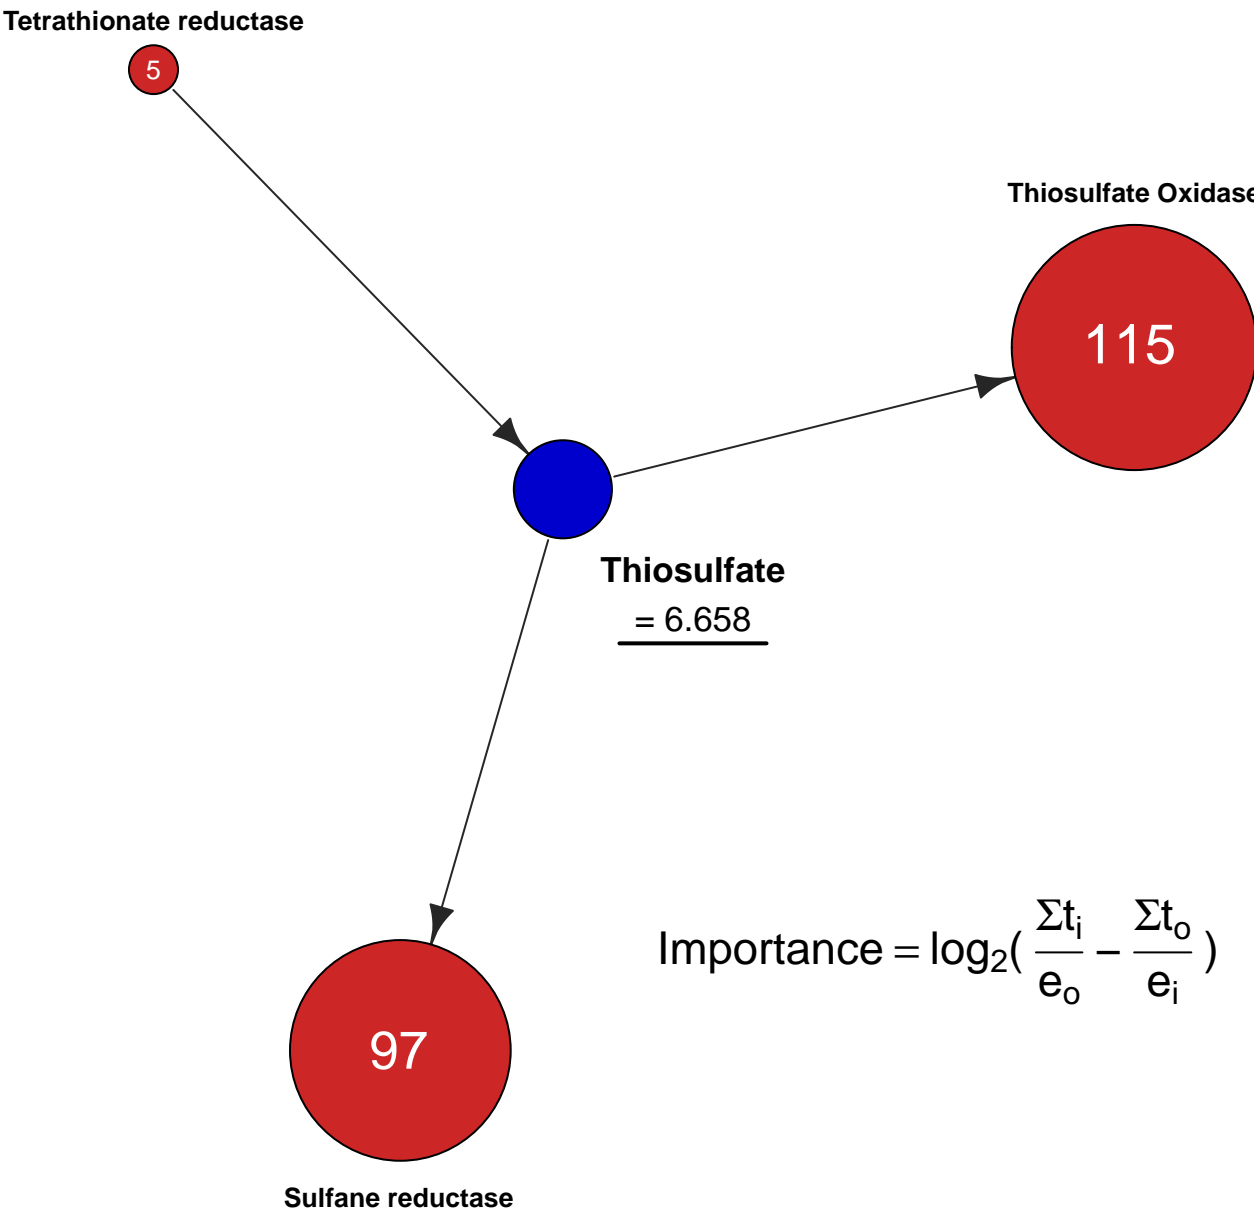 Tetrathionate reductase
5
Thiosulfate Oxidase
115
Thiosulfate
= 6.658
97
Importance = log₂( Σtᵢ/eₒ − Σtₒ/eᵢ )
Sulfane reductase